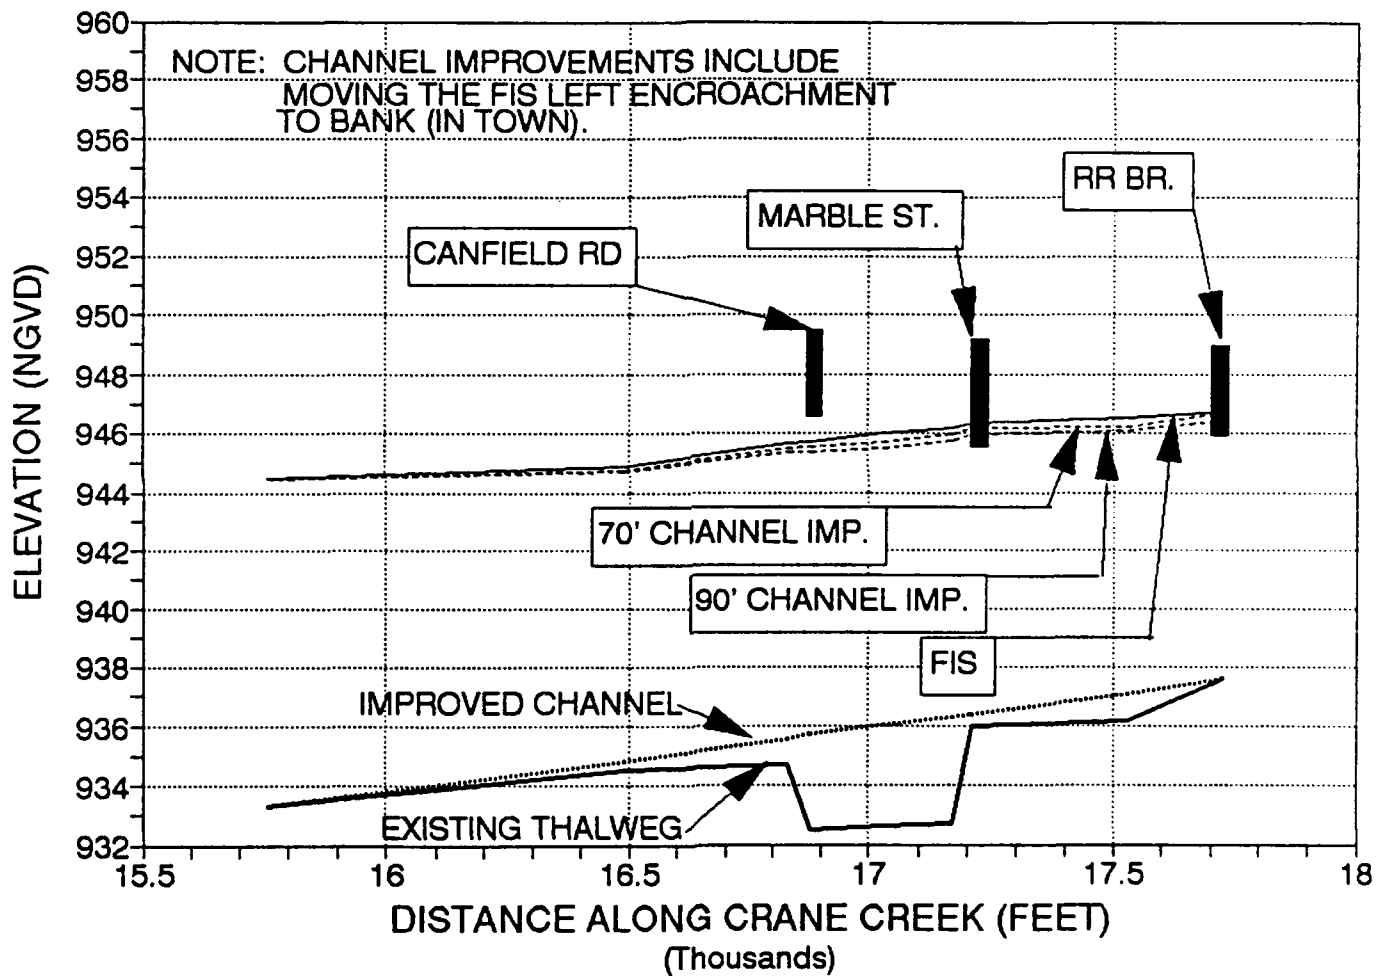 960
958
956
954
952
950
948
946
944
942
940
938
936
934
932
ELEVATION (NGVD)
NOTE: CHANNEL IMPROVEMENTS INCLUDE
MOVING THE FIS LEFT ENCROACHMENT
TO BANK (IN TOWN).
RR BR.
MARBLE ST.
CANFIELD RD
70' CHANNEL IMP.
90' CHANNEL IMP.
FIS
IMPROVED CHANNEL
EXISTING THALWEG
15.5 16 16.5 17 17.5 18
DISTANCE ALONG CRANE CREEK (FEET)
(Thousands)